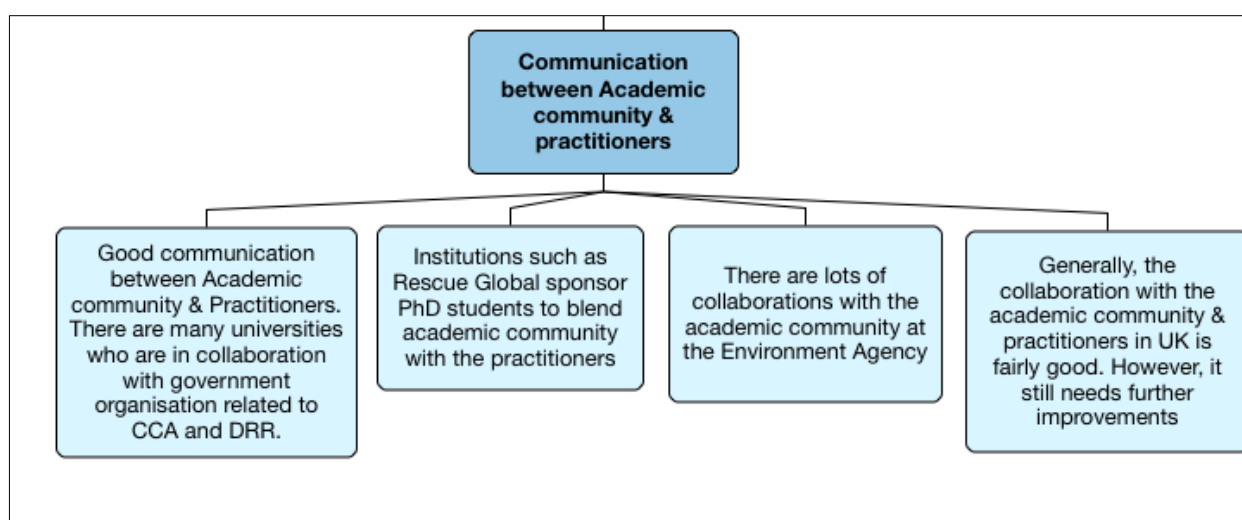 Communication
between Academic
community &
practitioners
Good communication
between Academic
community & Practitioners.
There are many universities
who are in collaboration
with government
organisation related to
CCA and DRR.
Institutions such as
Rescue Global sponsor
PhD students to blend
academic community
with the practitioners
There are lots of
collaborations with the
academic community at
the Environment Agency
Generally, the
collaboration with the
academic community &
practitioners in UK is
fairly good. However, it
still needs further
improvements